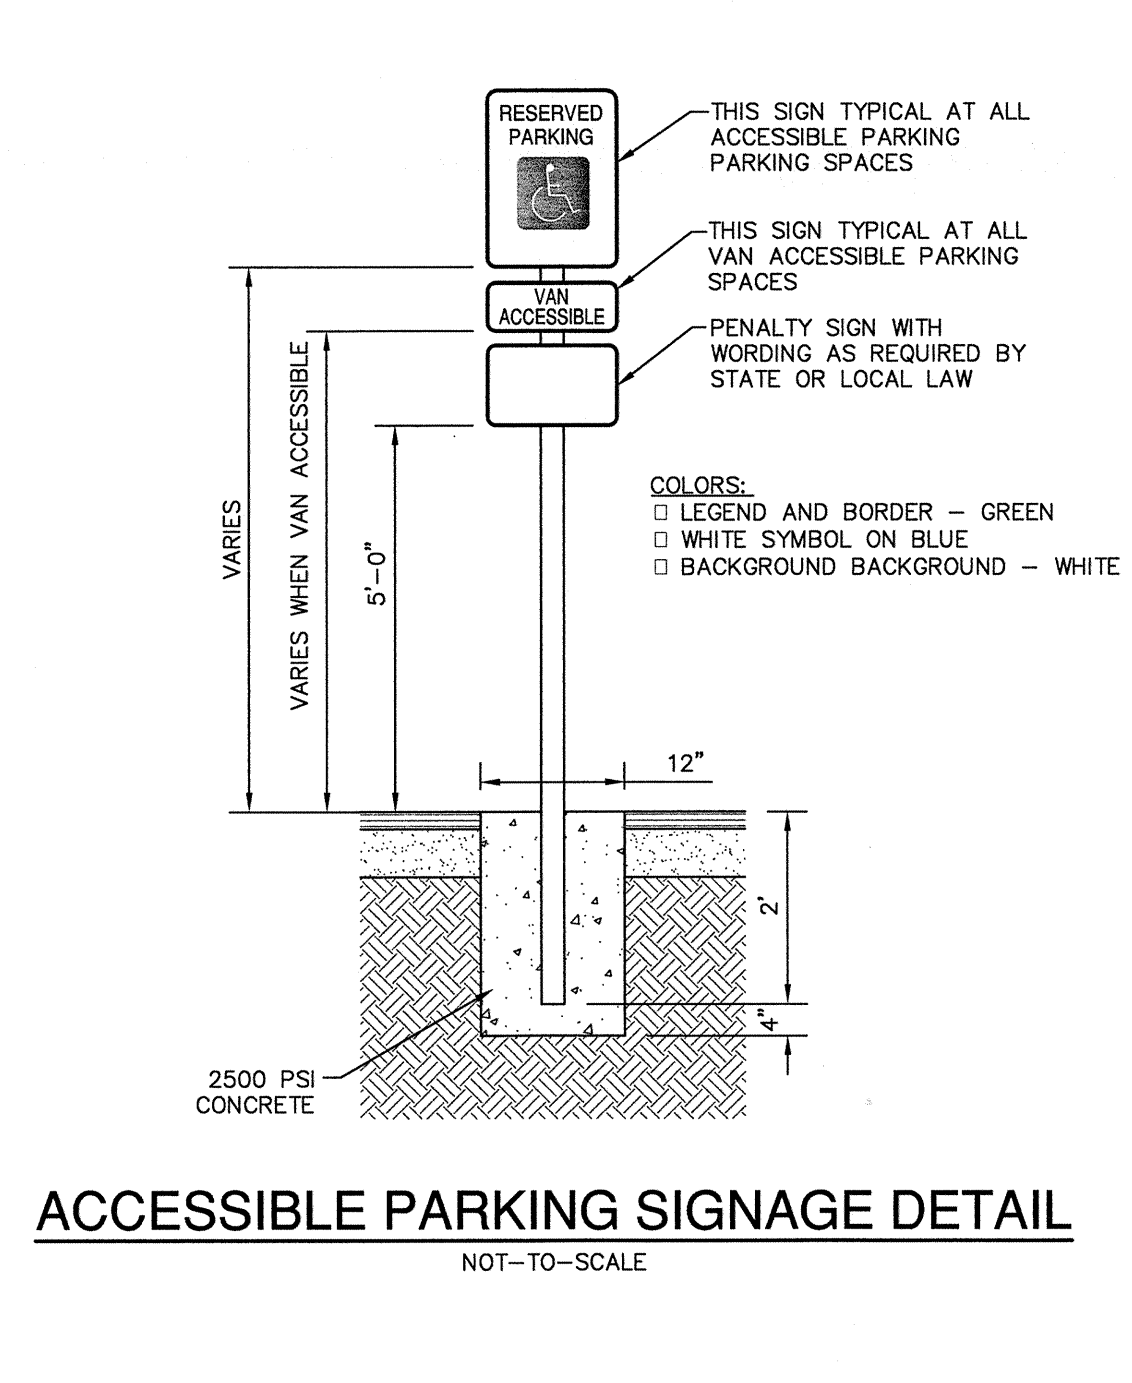 RESERVED
PARKING
THIS SIGN TYPICAL AT ALL
ACCESSIBLE PARKING
PARKING SPACES
THIS SIGN TYPICAL AT ALL
VAN ACCESSIBLE PARKING
SPACES
VAN
ACCESSIBLE
PENALTY SIGN WITH
WORDING AS REQUIRED BY
STATE OR LOCAL LAW
VARIES
VARIES WHEN VAN ACCESSIBLE
5'-0"
COLORS:
□ LEGEND AND BORDER – GREEN
□ WHITE SYMBOL ON BLUE
□ BACKGROUND BACKGROUND – WHITE
12"
2'
4"
2500 PSI
CONCRETE
ACCESSIBLE PARKING SIGNAGE DETAIL
NOT–TO–SCALE